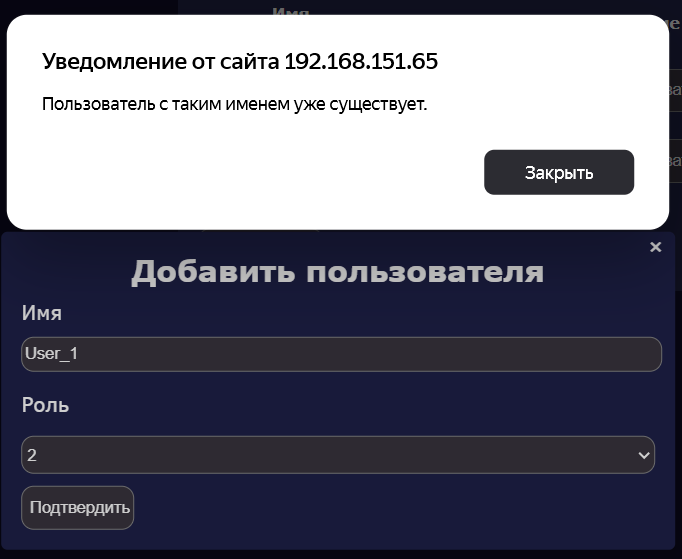 Имя
Уведомление от сайта 192.168.151.65
Пользователь с таким именем уже существует.
Закрыть
×
Добавить пользователя
Имя
User_1
Роль
2
Подтвердить